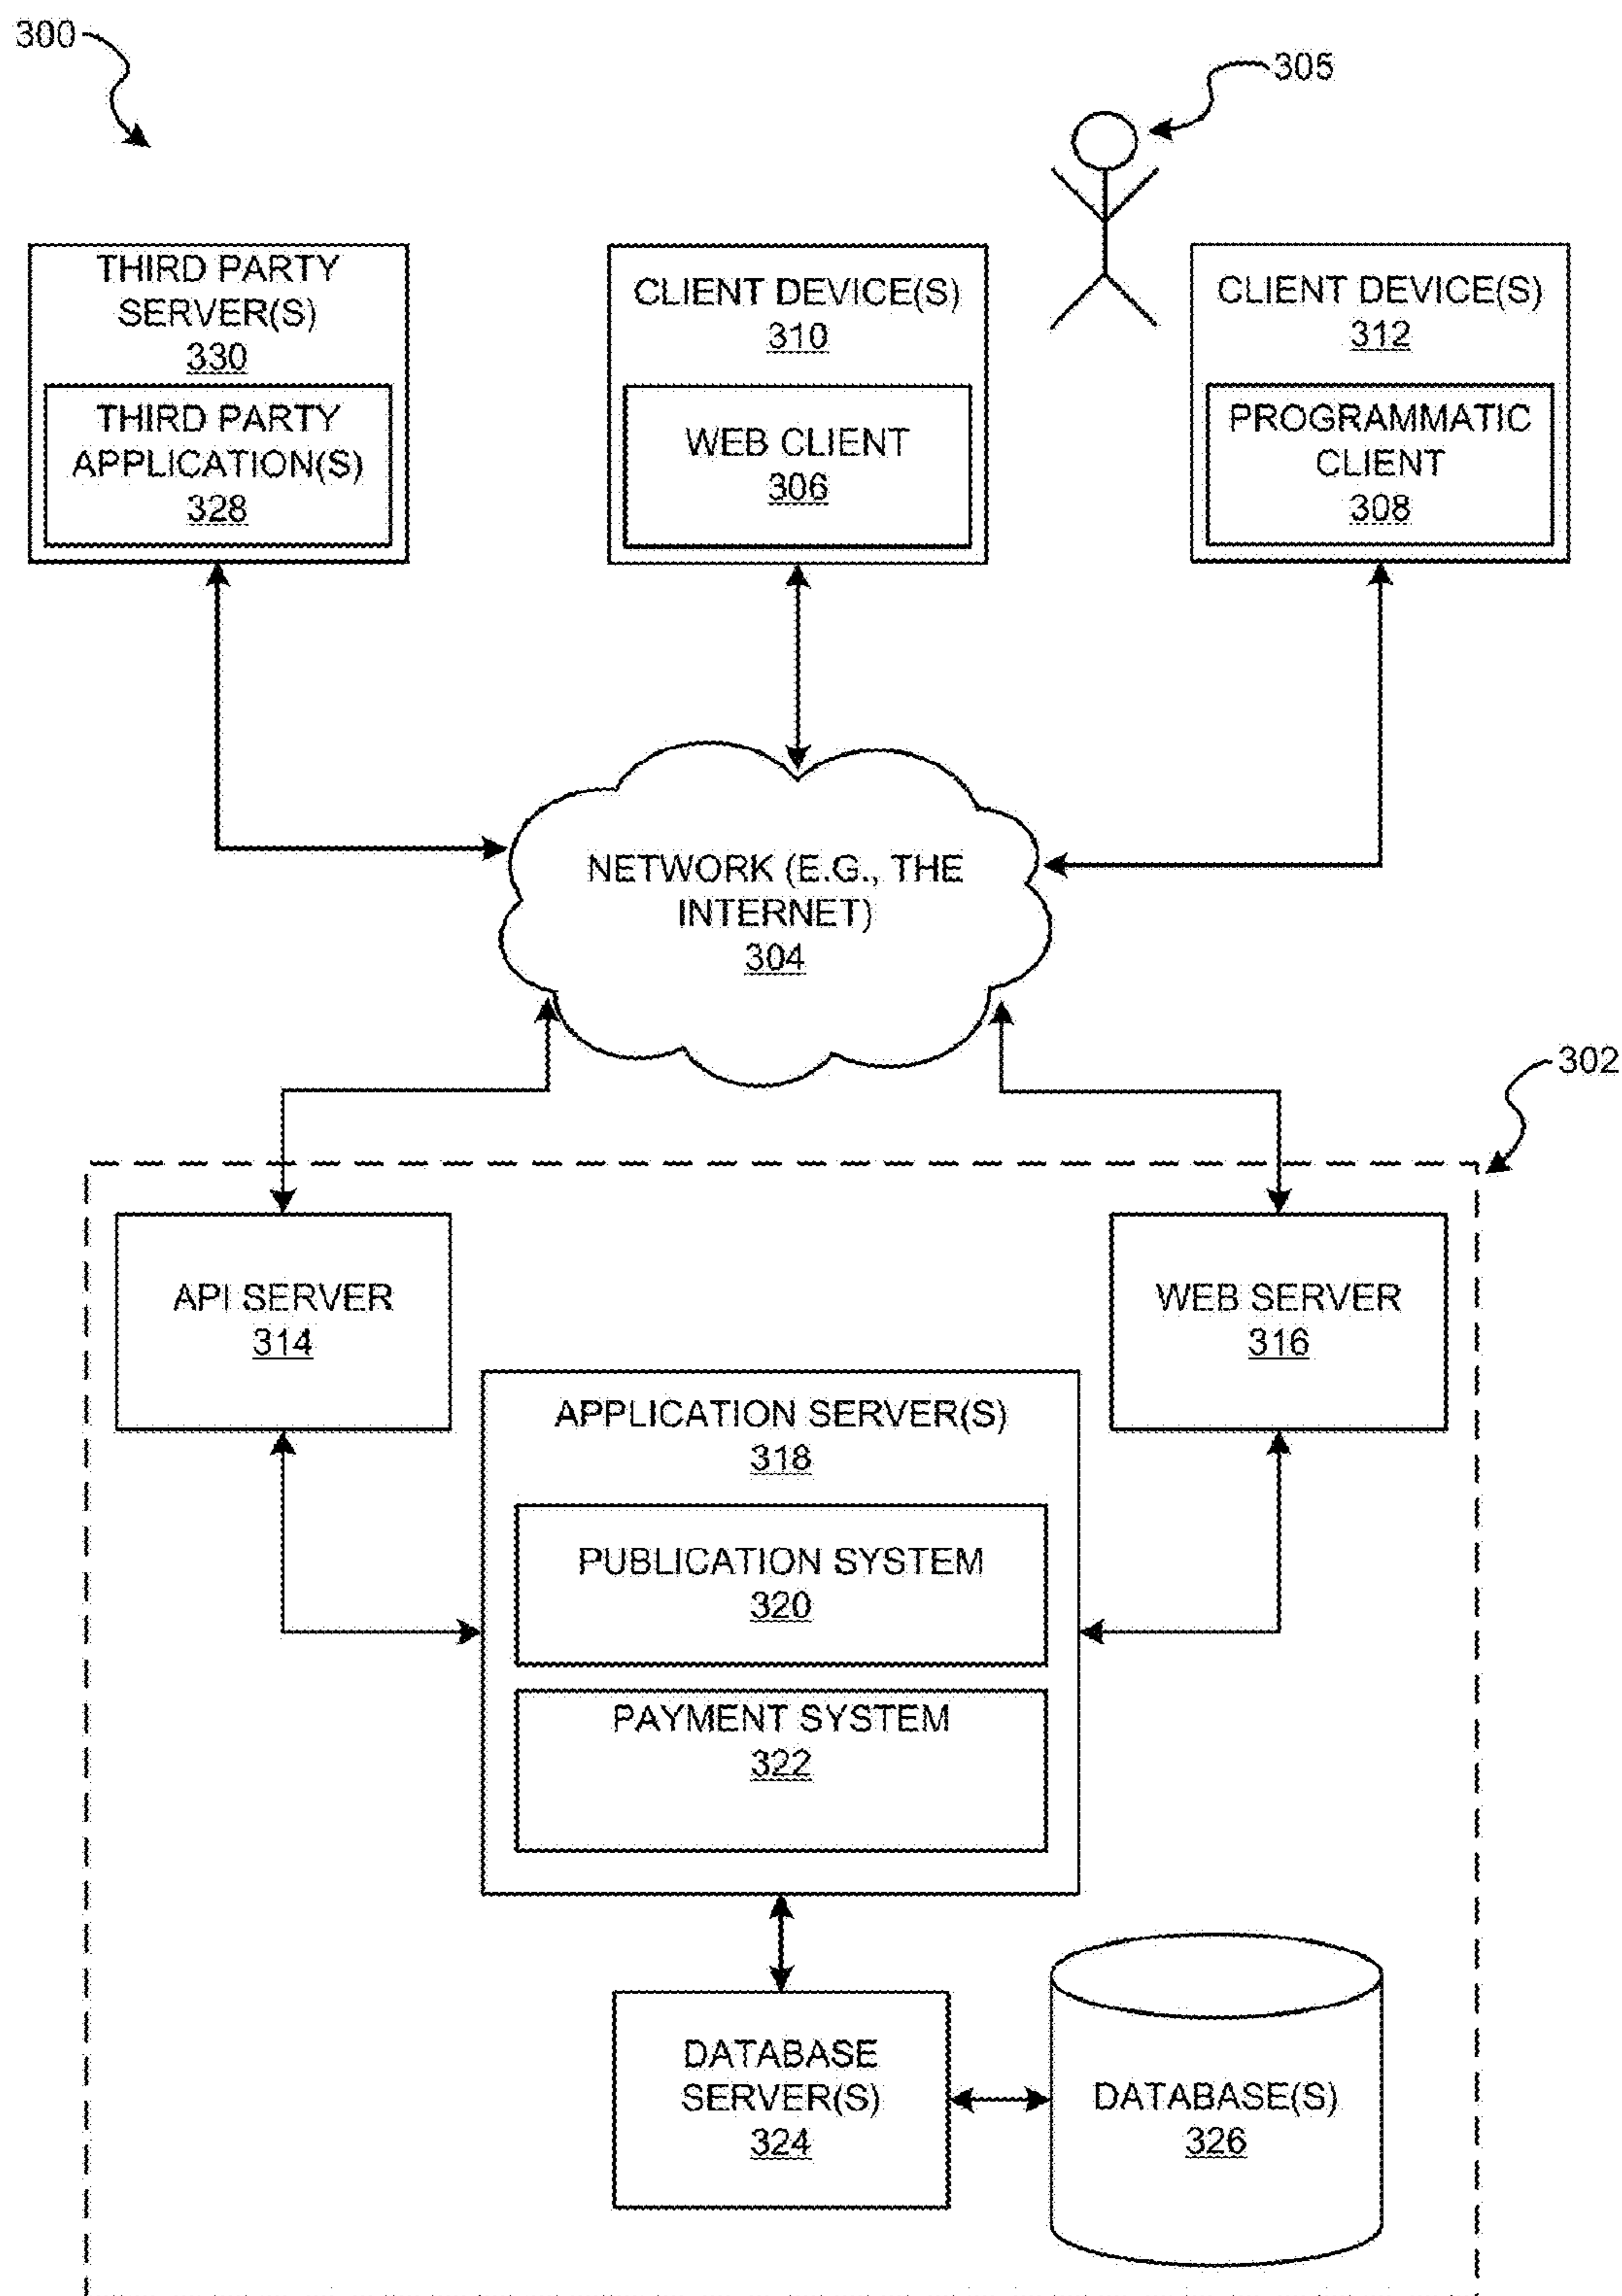 300
305
THIRD PARTY
SERVER(S)
330
THIRD PARTY
APPLICATION(S)
328
CLIENT DEVICE(S)
310
WEB CLIENT
306
CLIENT DEVICE(S)
312
PROGRAMMATIC
CLIENT
308
NETWORK (E.G., THE
INTERNET)
304
302
API SERVER
314
WEB SERVER
316
APPLICATION SERVER(S)
318
PUBLICATION SYSTEM
320
PAYMENT SYSTEM
322
DATABASE
SERVER(S)
324
DATABASE(S)
326